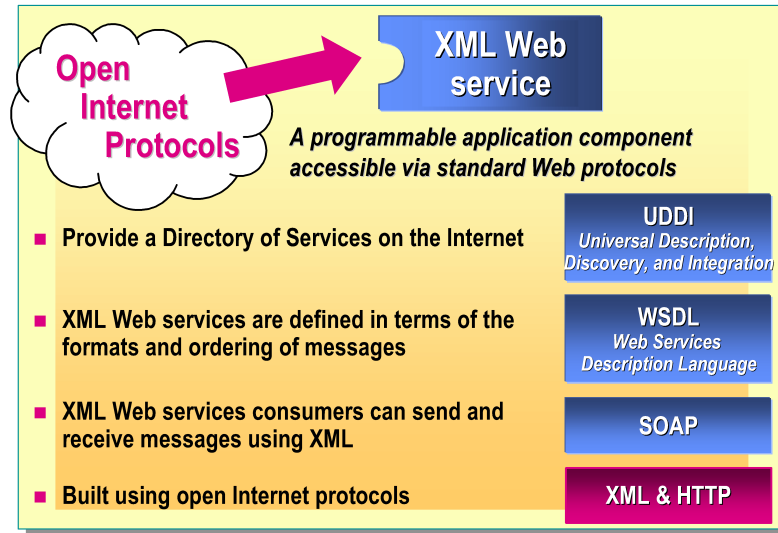 Open
Internet
Protocols
XML Web
service
A programmable application component
accessible via standard Web protocols
Provide a Directory of Services on the Internet
UDDI
Universal Description,
Discovery, and Integration
XML Web services are defined in terms of the
formats and ordering of messages
WSDL
Web Services
Description Language
XML Web services consumers can send and
receive messages using XML
SOAP
Built using open Internet protocols
XML & HTTP